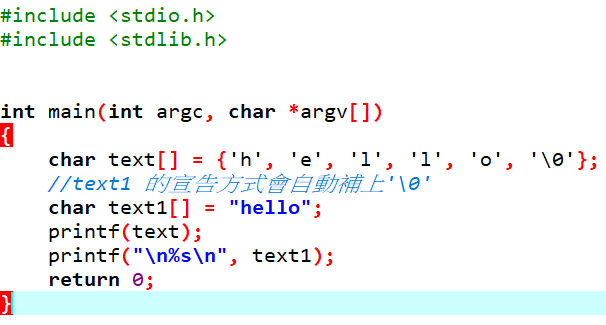 #include <stdio.h>
#include <stdlib.h>
int main(int argc, char *argv[])
{
char text[] = {'h', 'e', 'l', 'l', 'o', '\0'};
//text1 的宣告方式會自動補上'\0'
char text1[] = "hello";
printf(text);
printf("\n%s\n", text1);
return 0;
}